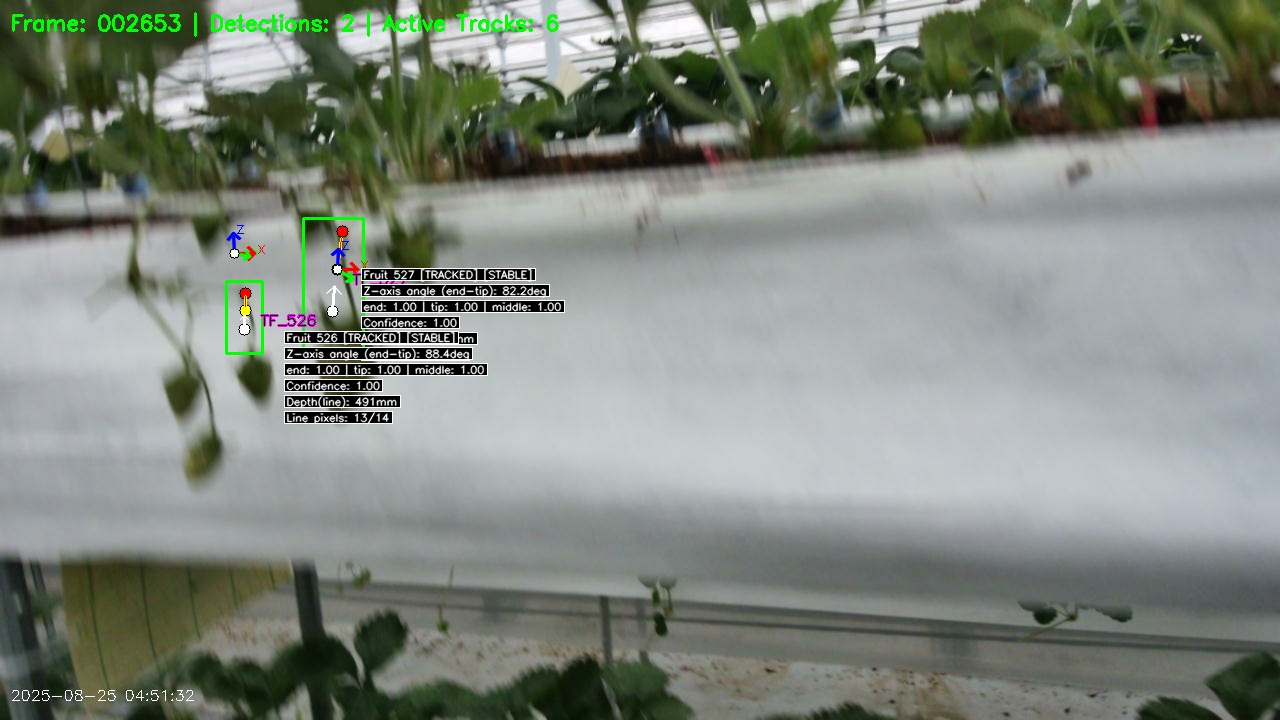 Frame: 002653 | Detections: 2 | Active Tracks: 6
Z
X
Z
Fruit 527 [TRACKED] [STABLE]
Z-axis angle (end-tip): 82.2deg
end: 1.00 | tip: 1.00 | middle: 1.00
Confidence: 1.00
TF_526
Fruit 526 [TRACKED] [STABLE]
Z-axis angle (end-tip): 88.4deg
end: 1.00 | tip: 1.00 | middle: 1.00
Confidence: 1.00
Depth(line): 491mm
Line pixels: 13/14
2025-08-25 04:51:32